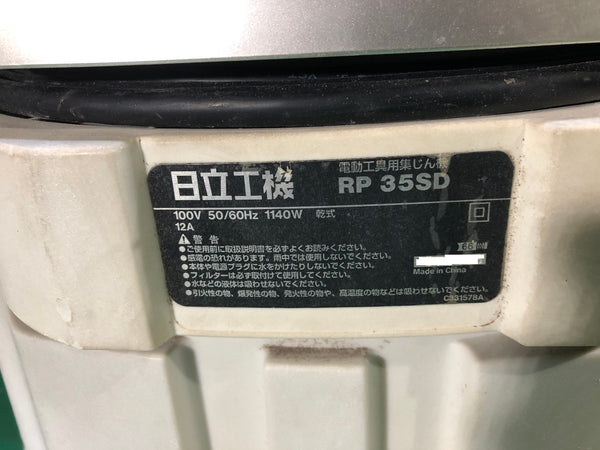 電動工具用集じん機
日立工機 RP 35SD
100V 50/60Hz 1140W 乾式
12A
警告
●ご使用前に取扱説明書を必ずよくお読みください。
●感電の恐れがあります。雨中では使用しないでください。
●本体や電源プラグに水をかけたりしないでください。
●フィルターは必ず取付けて使用してください。
●水などの液体は吸わせないでください。
●引火性の物、爆発性の物、発火性の物や、高温度の物などは吸わせないでください。
Made in China
C331578A